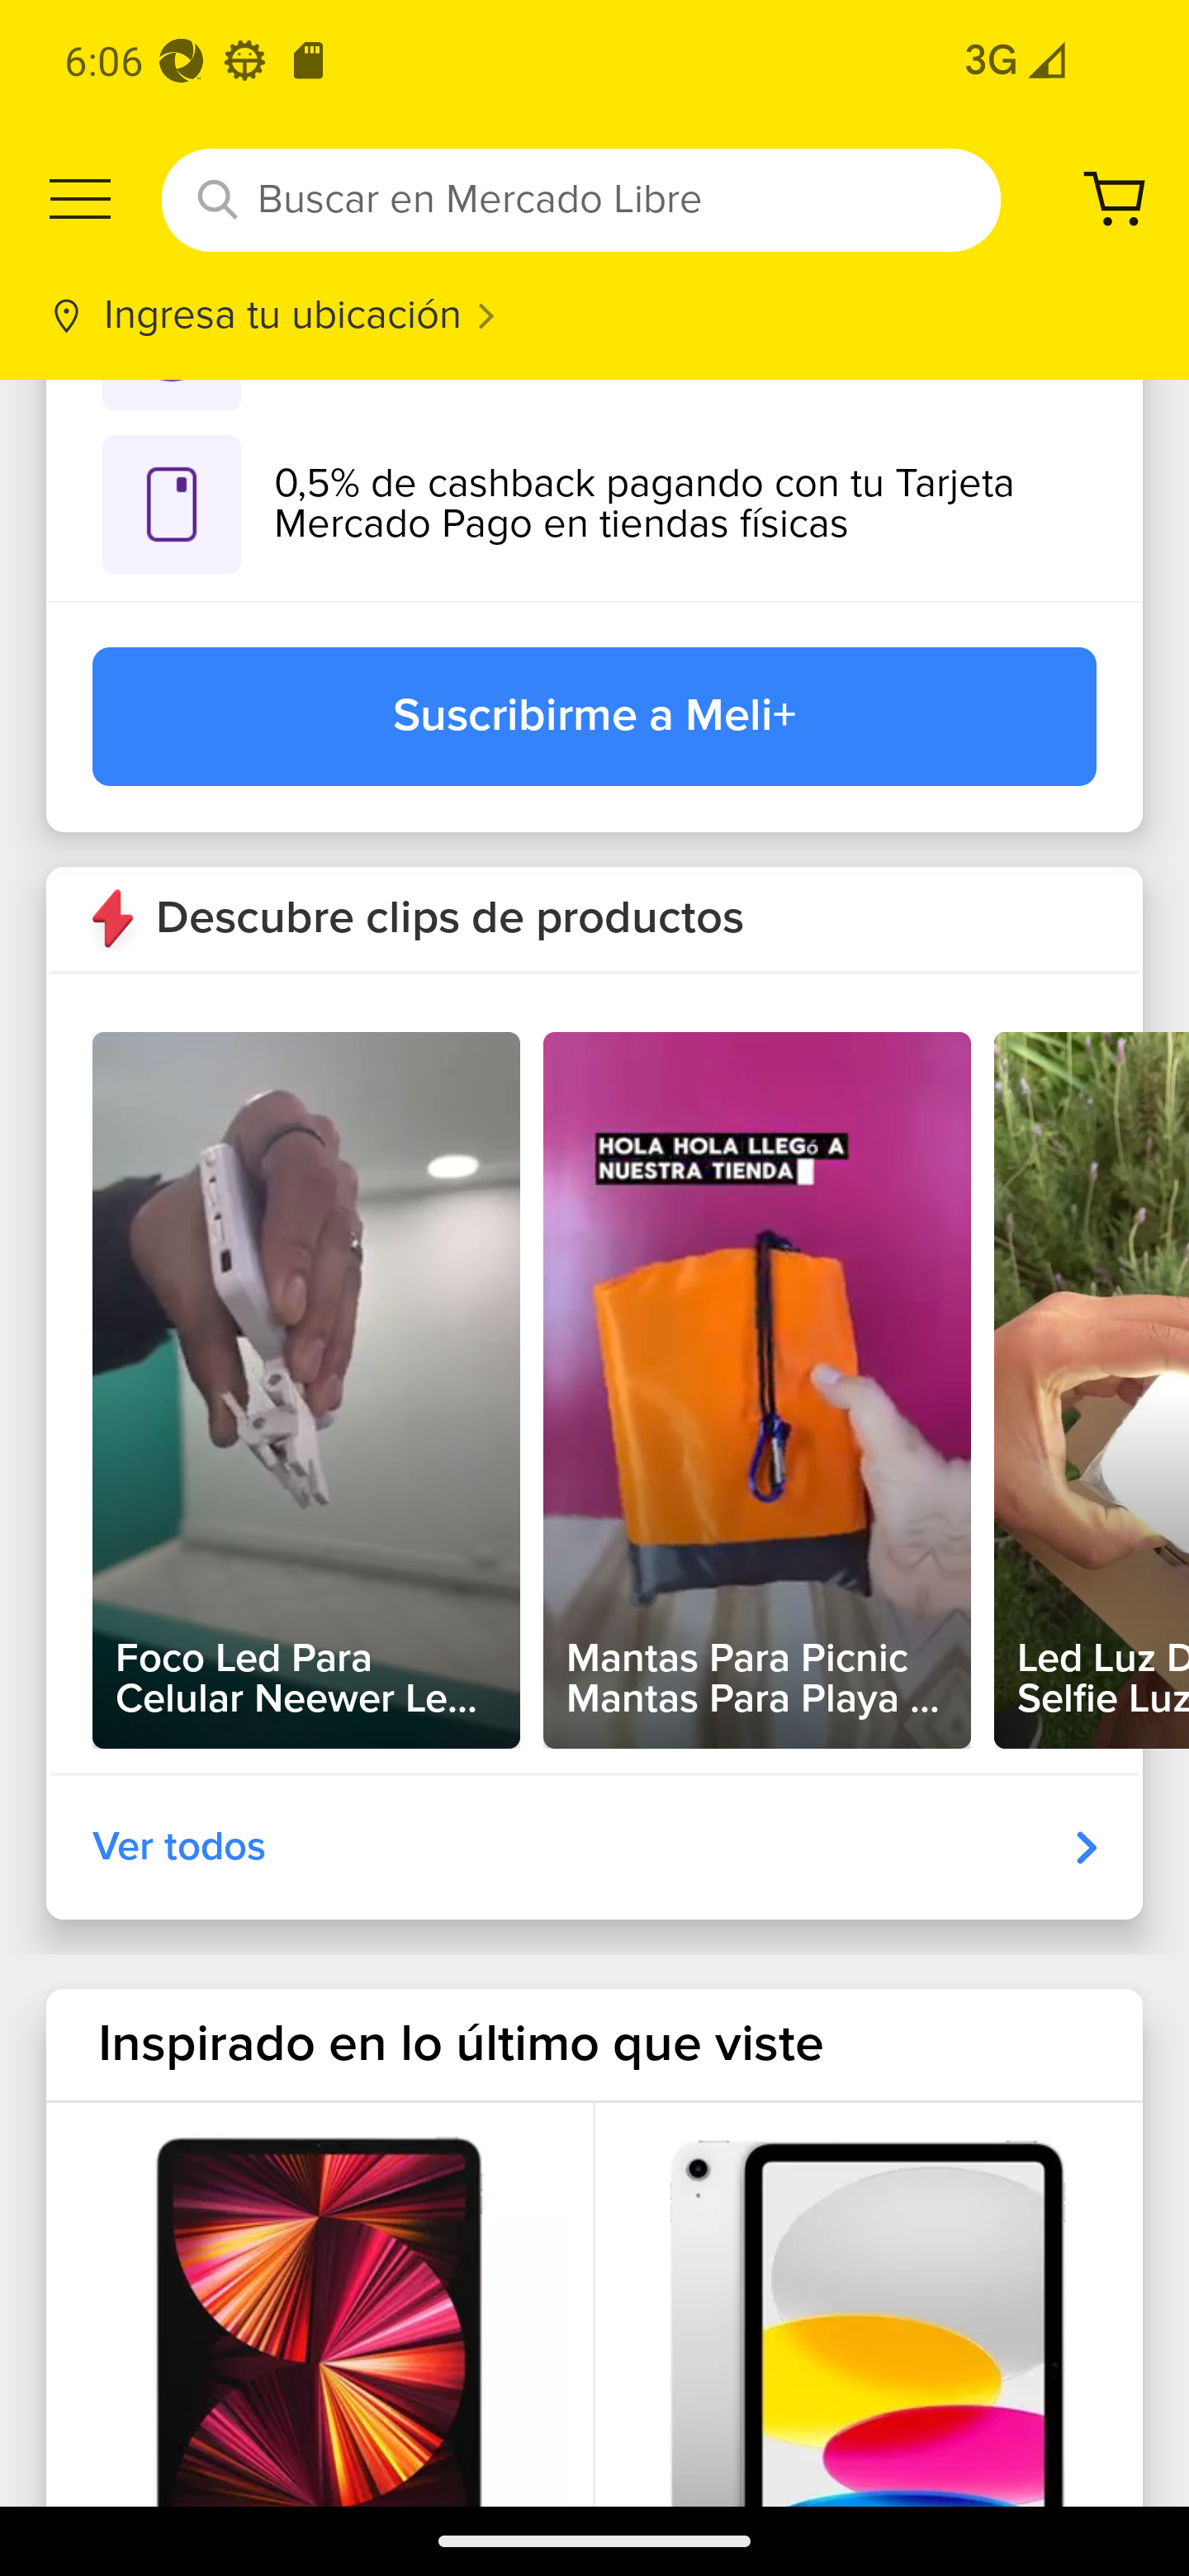 6:06
3G
Buscar en Mercado Libre
Ingresa tu ubicación
0,5% de cashback pagando con tu Tarjeta
Mercado Pago en tiendas físicas
Suscribirme a Meli+
Descubre clips de productos
HOLA HOLA LLEGó A
NUESTRA TIENDA
Foco Led Para
Celular Neewer Le...
Mantas Para Picnic
Mantas Para Playa ...
Led Luz D
Selfie Luz
Ver todos
Inspirado en lo último que viste